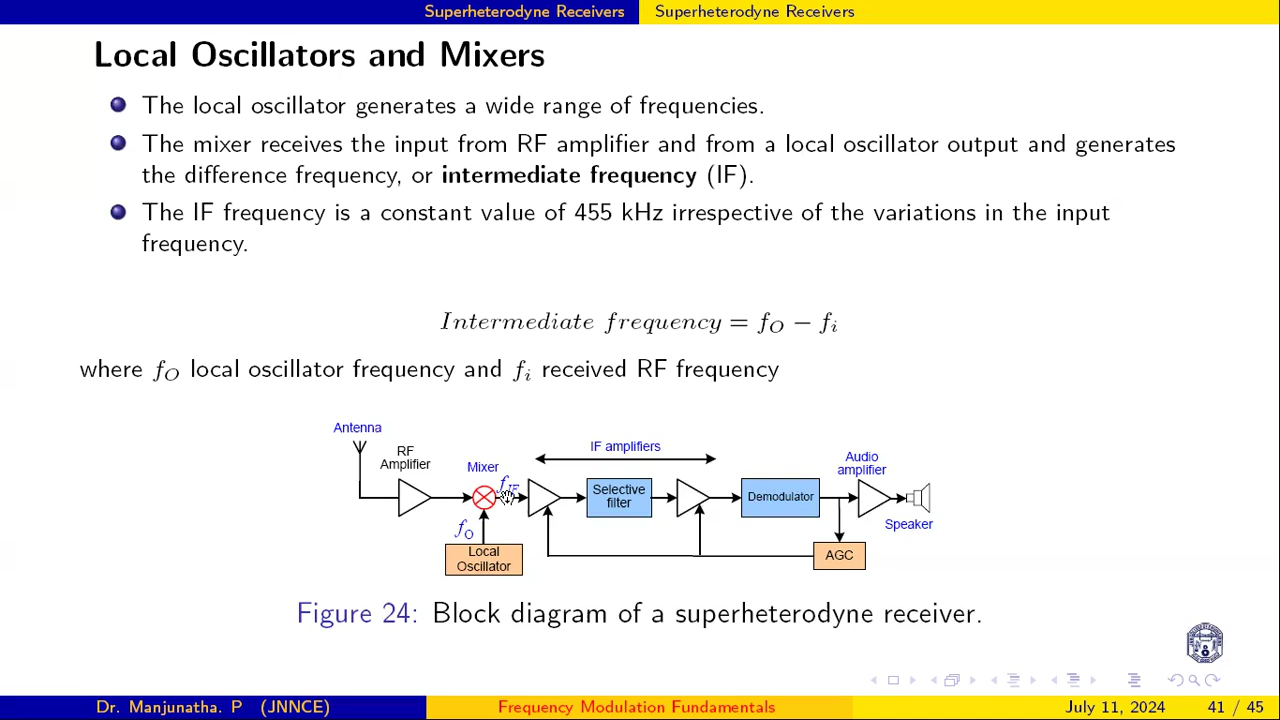 Superheterodyne Receivers Superheterodyne Receivers
Local Oscillators and Mixers
The local oscillator generates a wide range of frequencies.
The mixer receives the input from RF amplifier and from a local oscillator output and generates
the difference frequency, or intermediate frequency (IF).
The IF frequency is a constant value of 455 kHz irrespective of the variations in the input
frequency.
Intermediate frequency = fO − fi
where fO local oscillator frequency and fi received RF frequency
Antenna
RF
Amplifier
Mixer
fIF
IF amplifiers
Selective
filter
Demodulator
Audio
amplifier
Speaker
fO
Local
Oscillator
AGC
Figure 24: Block diagram of a superheterodyne receiver.
Dr. Manjunatha. P (JNNCE) Frequency Modulation Fundamentals July 11, 2024 41 / 45